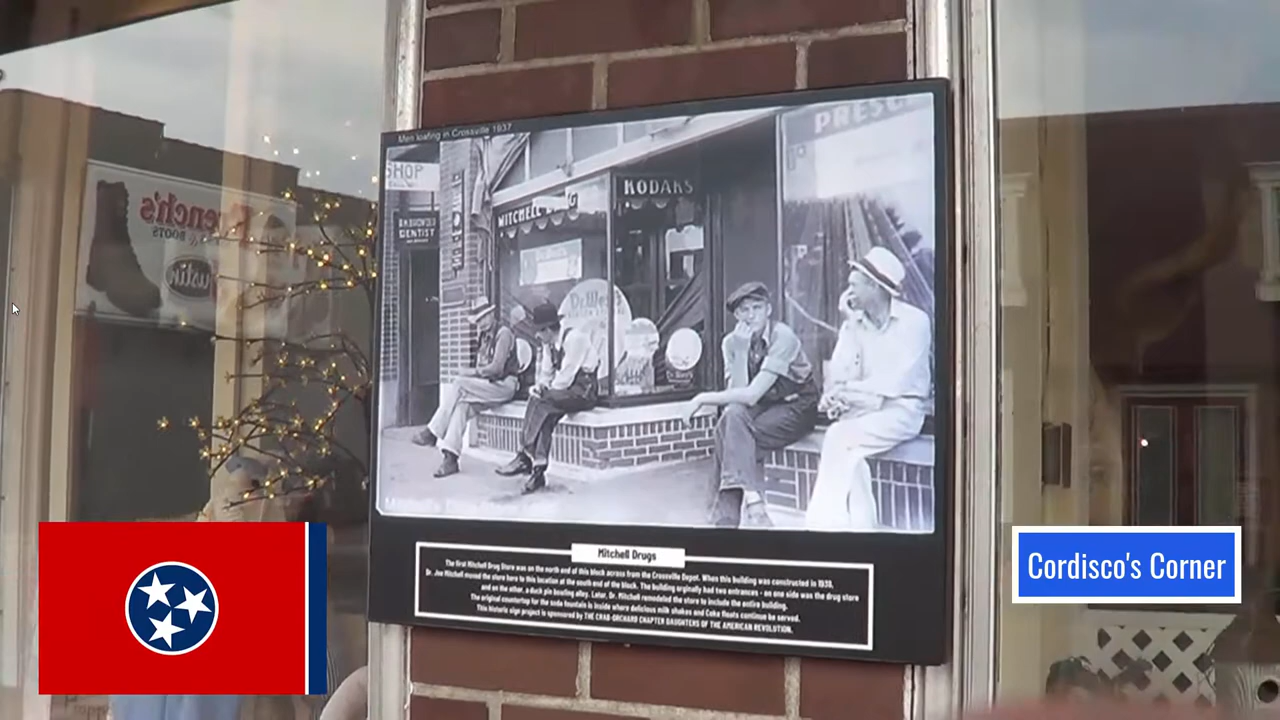 Men loafing in Crossville 1937
SHOP
DENTIST
MITCHELL DRUG
KODAKS
PRESC
Dr. West's
French's
BOOTS
Justin
Mitchell Drugs
The first Mitchell Drug Store was on the north end of this block across from the Crossville Depot. When this building was constructed in 1938,
Dr. Joe Mitchell moved the store here to this location at the south end of the block. The building orginally had two entrances - on one side was the drug store
and on the other, a duck pin bowling alley. Later, Dr. Mitchell remodeled the store to include the entire building.
The original countertop for the soda fountain is inside where delicious milk shakes and Coke floats continue be served.
This historic sign project is sponsored by THE CRAB-ORCHARD CHAPTER DAUGHTERS OF THE AMERICAN REVOLUTION.
Cordisco's Corner